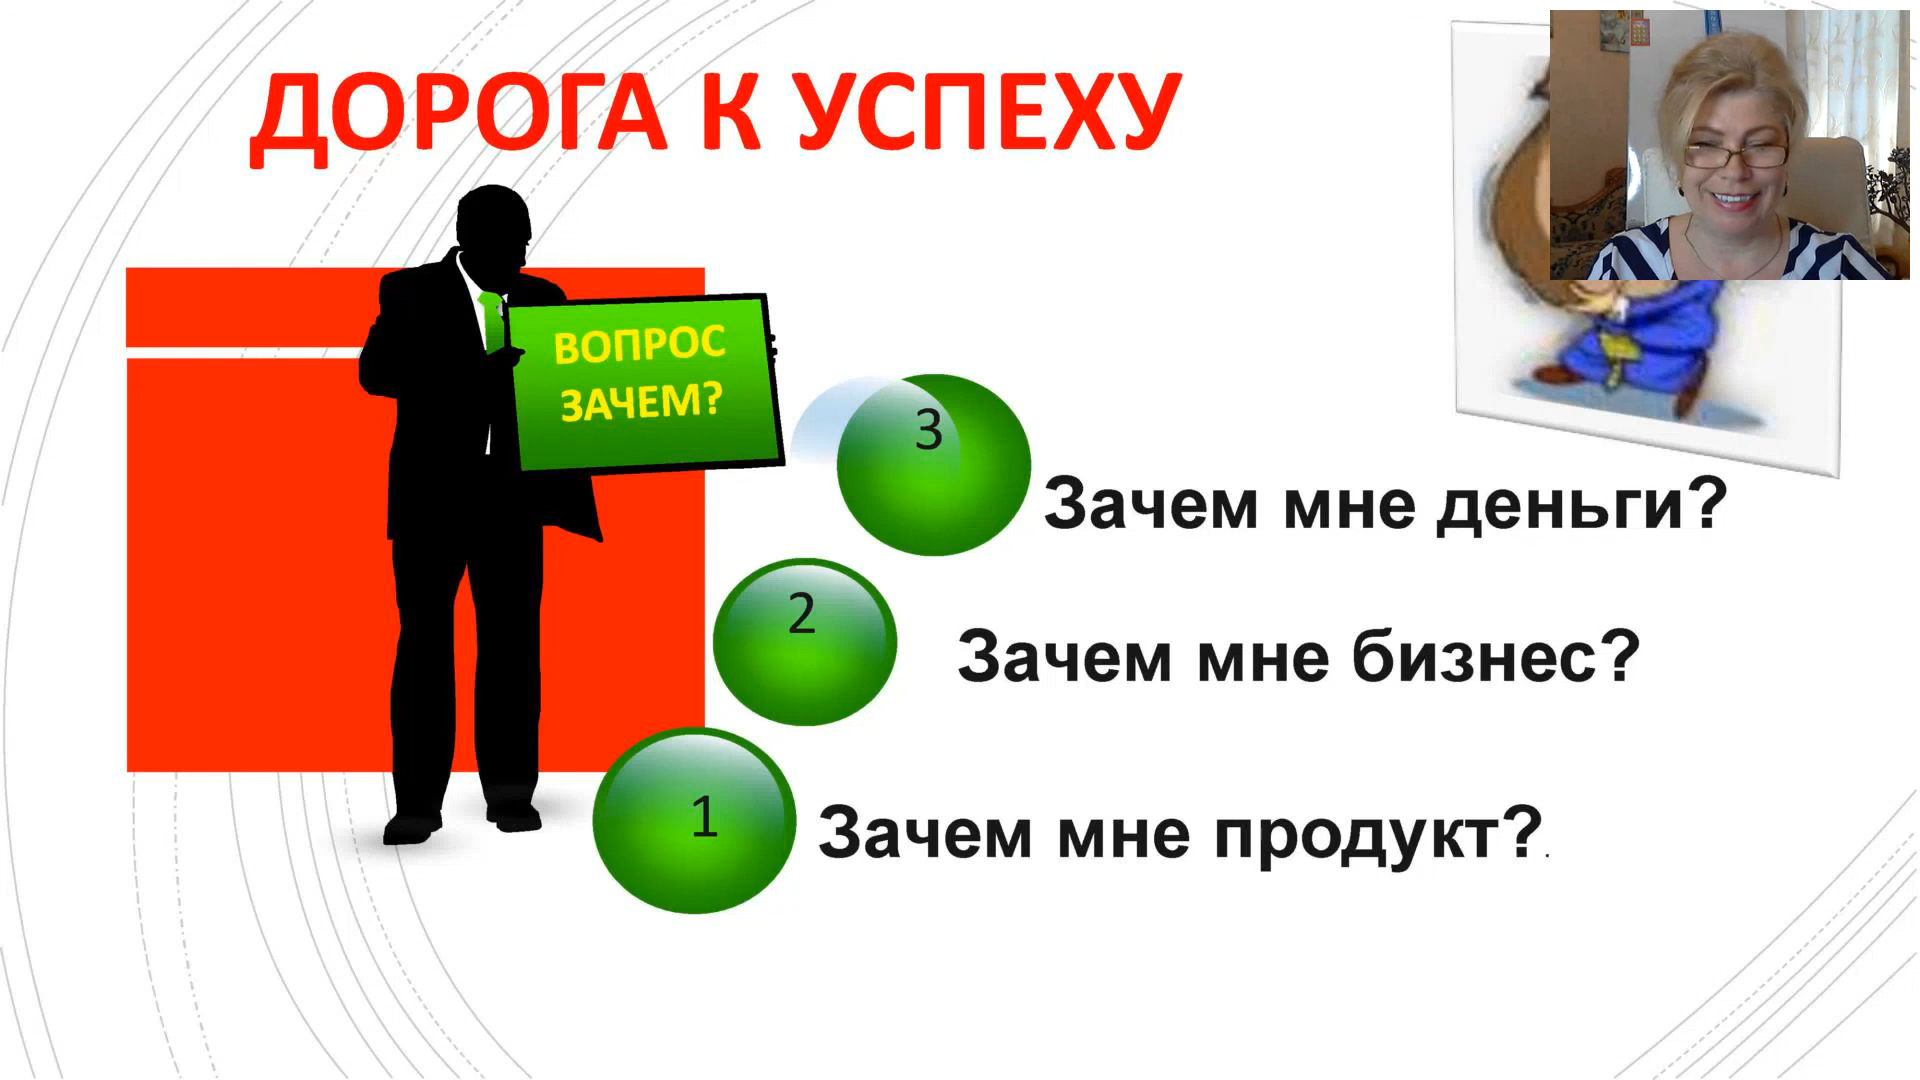 ДОРОГА К УСПЕХУ
ВОПРОС
ЗАЧЕМ?
3
Зачем мне деньги?
2
Зачем мне бизнес?
1
Зачем мне продукт?.